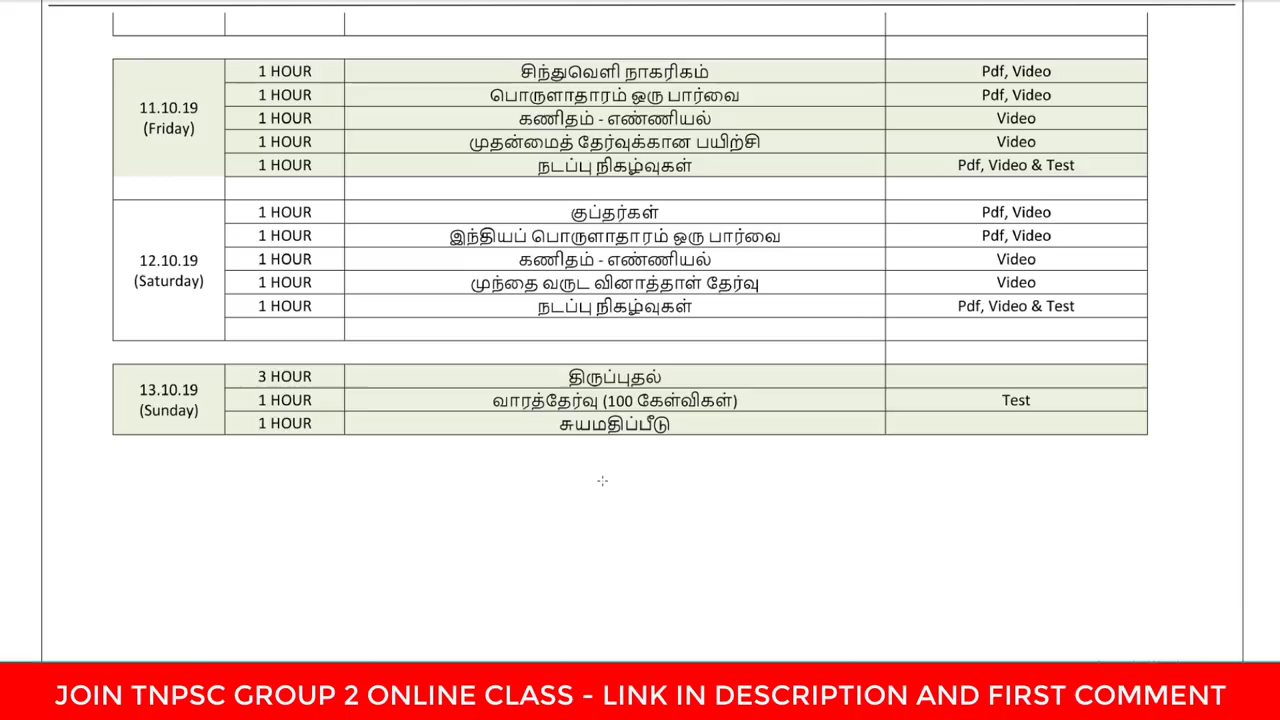 11.10.19
(Friday)
1 HOUR சிந்துவெளி நாகரிகம் Pdf, Video
1 HOUR பொருளாதாரம் ஒரு பார்வை Pdf, Video
1 HOUR கணிதம் - எண்ணியல் Video
1 HOUR முதன்மைத் தேர்வுக்கான பயிற்சி Video
1 HOUR நடப்பு நிகழ்வுகள் Pdf, Video & Test
12.10.19
(Saturday)
1 HOUR குப்தர்கள் Pdf, Video
1 HOUR இந்தியப் பொருளாதாரம் ஒரு பார்வை Pdf, Video
1 HOUR கணிதம் - எண்ணியல் Video
1 HOUR முந்தை வருட வினாத்தாள் தேர்வு Video
1 HOUR நடப்பு நிகழ்வுகள் Pdf, Video & Test
13.10.19
(Sunday)
3 HOUR திருப்புதல்
1 HOUR வாரத்தேர்வு (100 கேள்விகள்) Test
1 HOUR சுயமதிப்பீடு
JOIN TNPSC GROUP 2 ONLINE CLASS - LINK IN DESCRIPTION AND FIRST COMMENT